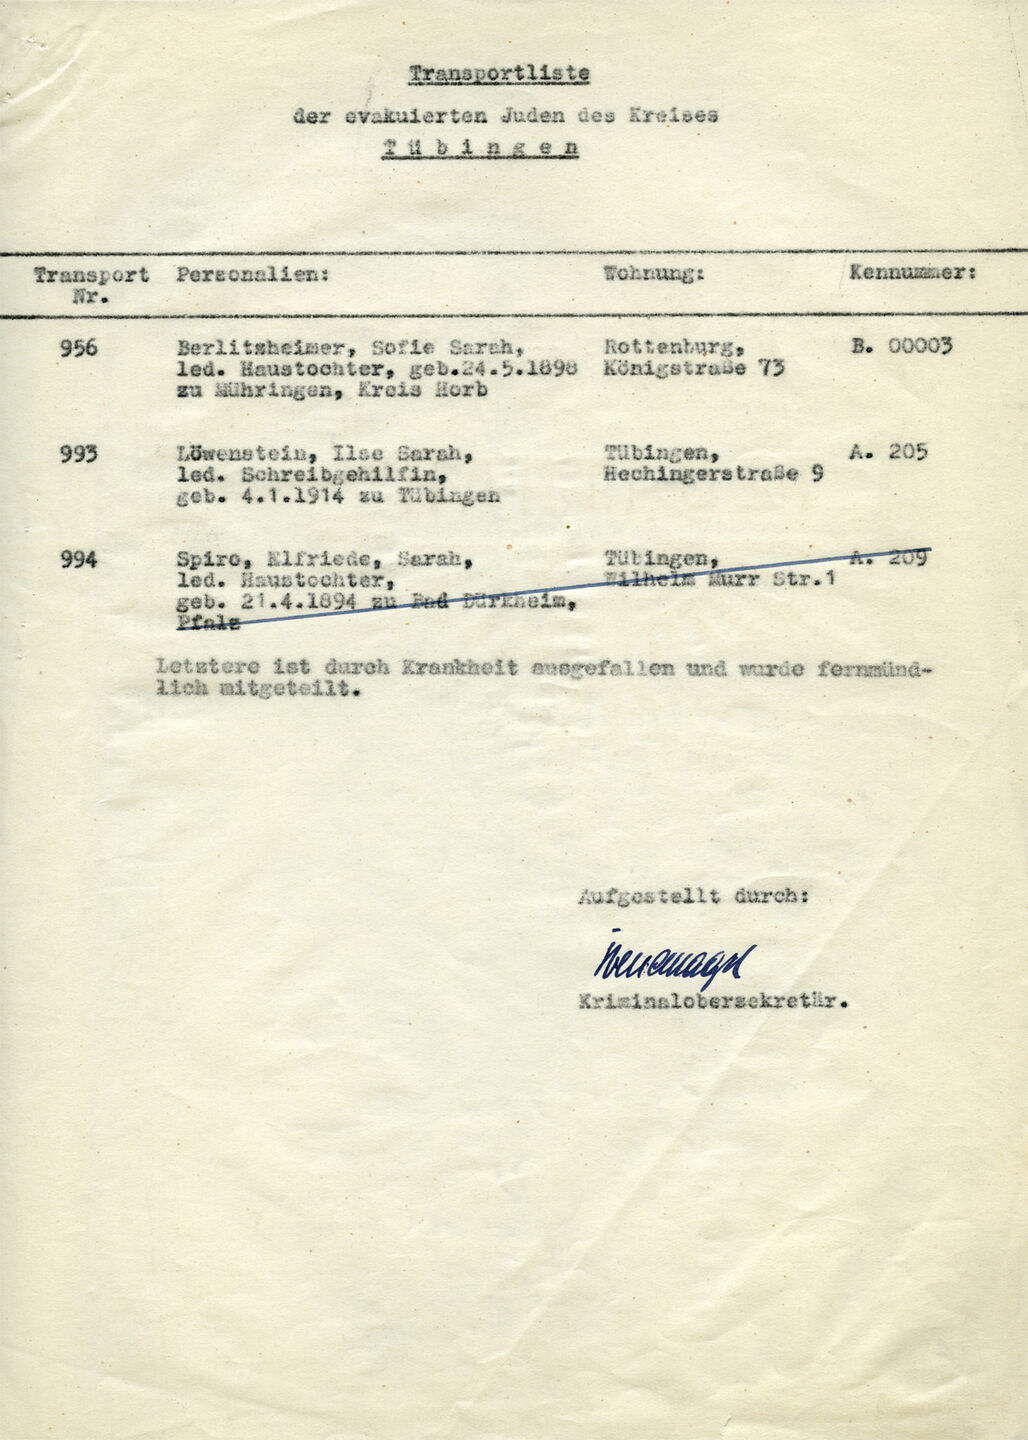 Transportliste
der evakuierten Juden des Kreises
Tübingen
Transport Nr. Personalien: Wohnung: Kennummer:
956 Berlitzheimer, Sofie Sarah, Rottenburg, B. 00003
led. Haustochter, geb.24.5.1898 Königstraße 73
zu Mühringen, Kreis Horb
993 Löwenstein, Ilse Sarah, Tübingen, A. 205
led. Schreibgehilfin, Hechingerstraße 9
geb. 4.1.1914 zu Tübingen
994 Spiro, Elfriede, Sarah, Tübingen, A. 209
led. Haustochter, Wilhelm Murr Str.1
geb. 21.4.1894 zu Bad Dürkheim,
Pfalz
Letztere ist durch Krankheit ausgefallen und wurde fernmünd-
lich mitgeteilt.
Aufgestellt durch:
Kriminalobersekretär.